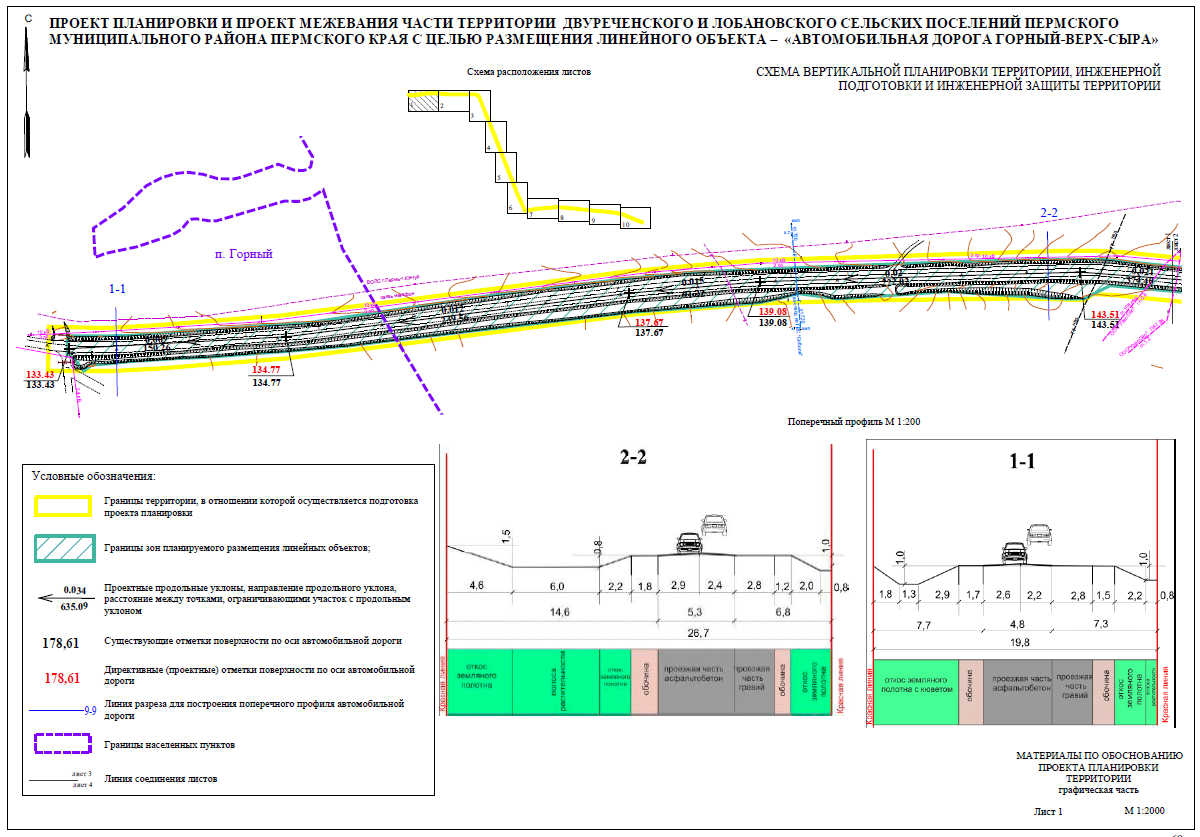 С
ПРОЕКТ ПЛАНИРОВКИ И ПРОЕКТ МЕЖЕВАНИЯ ЧАСТИ ТЕРРИТОРИИ ДВУРЕЧЕНСКОГО И ЛОБАНОВСКОГО СЕЛЬСКИХ ПОСЕЛЕНИЙ ПЕРМСКОГО
МУНИЦИПАЛЬНОГО РАЙОНА ПЕРМСКОГО КРАЯ С ЦЕЛЬЮ РАЗМЕЩЕНИЯ ЛИНЕЙНОГО ОБЪЕКТА – «АВТОМОБИЛЬНАЯ ДОРОГА ГОРНЫЙ-ВЕРХ-СЫРА»
Схема расположения листов
СХЕМА ВЕРТИКАЛЬНОЙ ПЛАНИРОВКИ ТЕРРИТОРИИ, ИНЖЕНЕРНОЙ
ПОДГОТОВКИ И ИНЖЕНЕРНОЙ ЗАЩИТЫ ТЕРРИТОРИИ
1
2
3
4
5
6
7
8
9
10
п. Горный
1-1
2-2
133.43
133.43
134.77
134.77
137.67
137.67
139.08
139.08
143.51
143.51
Поперечный профиль М 1:200
2-2
1,5
0,8
1,0
4,6 6,0 2,2 1,8 2,9 2,4 2,8 1,2 2,0 0,8
14,6 5,3 6,8
26,7
Красная линия
откос земляного полотна
полоса растительности
откос земляного полотна
обочина
проезжая часть асфальтобетон
проезжая часть гравий
обочина
откос земляного полотна
Красная линия
1-1
1,0
1,0
1,8 1,3 2,9 1,7 2,6 2,2 2,8 1,5 2,2 0,8
7,7 4,8 7,3
19,8
Красная линия
откос земляного полотна с кюветом
обочина
проезжая часть асфальтобетон
проезжая часть гравий
обочина
откос земляного полотна
Красная линия
Условные обозначения:
Границы территории, в отношении которой осуществляется подготовка
проекта планировки
Границы зон планируемого размещения линейных объектов;
0.034
635.09
Проектные продольные уклоны, направление продольного уклона,
расстояние между точками, ограничивающими участок с продольным
уклоном
178,61
Существующие отметки поверхности по оси автомобильной дороги
178,61
Директивные (проектные) отметки поверхности по оси автомобильной
дороги
9-9
Линия разреза для построения поперечного профиля автомобильной
дороги
Границы населенных пунктов
лист 3
лист 4
Линия соединения листов
МАТЕРИАЛЫ ПО ОБОСНОВАНИЮ
ПРОЕКТА ПЛАНИРОВКИ
ТЕРРИТОРИИ
графическая часть
Лист 1 М 1:2000